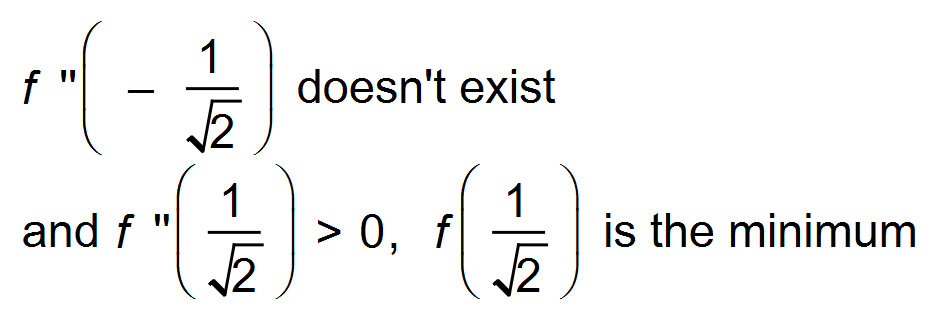 f "( − 1/√2 ) doesn't exist
and f "( 1/√2 ) > 0, f( 1/√2 ) is the minimum